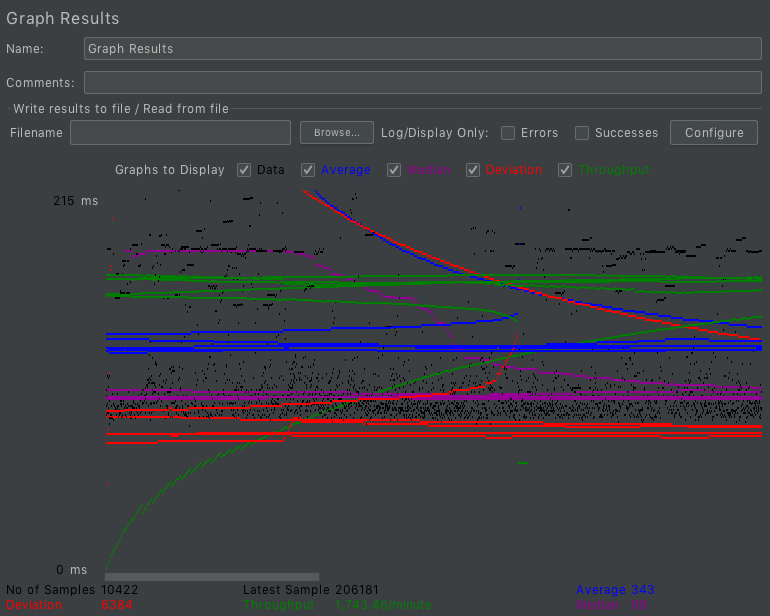 Graph Results
Name: Graph Results
Comments:
Write results to file / Read from file
Filename Browse... Log/Display Only: Errors Successes Configure
Graphs to Display Data Average Median Deviation Throughput
215 ms
0 ms
No of Samples 10422 Latest Sample 206181 Average 343
Deviation 6384 Throughput 1,743.46/minute Median